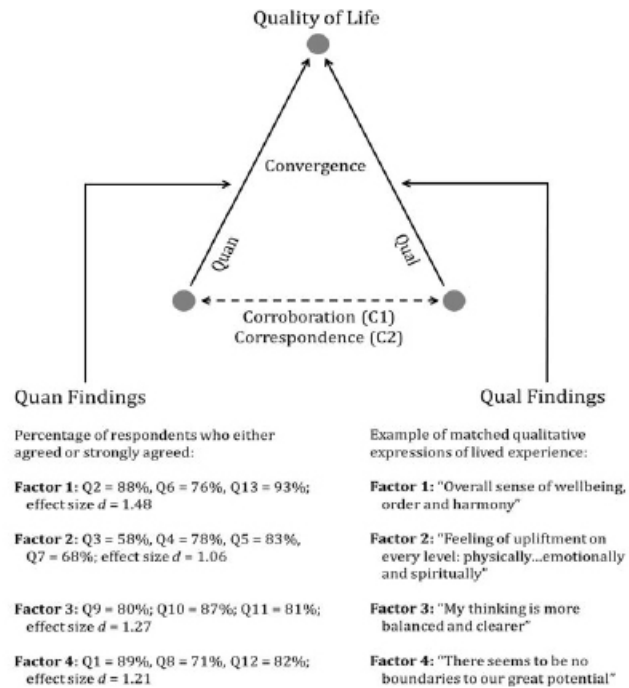 Quality of Life
Convergence
Quan
Qual
Corroboration (C1)
Correspondence (C2)
Quan Findings
Percentage of respondents who either
agreed or strongly agreed:
Factor 1: Q2 = 88%, Q6 = 76%, Q13 = 93%;
effect size d = 1.48
Factor 2: Q3 = 58%, Q4 = 78%, Q5 = 83%,
Q7 = 68%; effect size d = 1.06
Factor 3: Q9 = 80%; Q10 = 87%; Q11 = 81%;
effect size d = 1.27
Factor 4: Q1 = 89%, Q8 = 71%, Q12 = 82%;
effect size d = 1.21
Qual Findings
Example of matched qualitative
expressions of lived experience:
Factor 1: "Overall sense of wellbeing,
order and harmony"
Factor 2: "Feeling of upliftment on
every level: physically...emotionally
and spiritually"
Factor 3: "My thinking is more
balanced and clearer"
Factor 4: "There seems to be no
boundaries to our great potential"